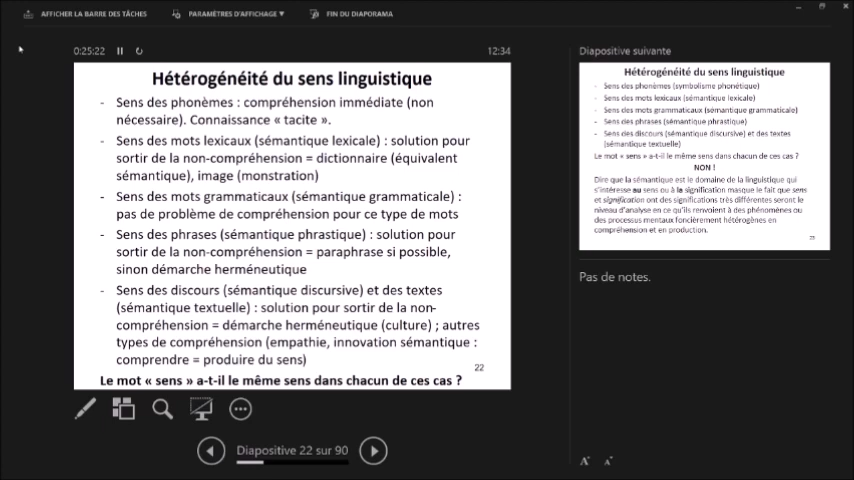 AFFICHER LA BARRE DES TÂCHES
PARAMÈTRES D'AFFICHAGE ▼
FIN DU DIAPORAMA
0:25:22
12:34
Hétérogénéité du sens linguistique
- Sens des phonèmes : compréhension immédiate (non
nécessaire). Connaissance « tacite ».
- Sens des mots lexicaux (sémantique lexicale) : solution pour
sortir de la non-compréhension = dictionnaire (équivalent
sémantique), image (monstration)
- Sens des mots grammaticaux (sémantique grammaticale) :
pas de problème de compréhension pour ce type de mots
- Sens des phrases (sémantique phrastique) : solution pour
sortir de la non-compréhension = paraphrase si possible,
sinon démarche herméneutique
- Sens des discours (sémantique discursive) et des textes
(sémantique textuelle) : solution pour sortir de la non-
compréhension = démarche herméneutique (culture) ; autres
types de compréhension (empathie, innovation sémantique :
comprendre = produire du sens)
22
Le mot « sens » a-t-il le même sens dans chacun de ces cas ?
Diapositive 22 sur 90
Diapositive suivante
Hétérogénéité du sens linguistique
- Sens des phonèmes (symbolisme phonétique)
- Sens des mots lexicaux (sémantique lexicale)
- Sens des mots grammaticaux (sémantique grammaticale)
- Sens des phrases (sémantique phrastique)
- Sens des discours (sémantique discursive) et des textes
(sémantique textuelle)
Le mot « sens » a-t-il le même sens dans chacun de ces cas ?
NON !
Dire que la sémantique est le domaine de la linguistique qui
s'intéresse au sens ou à la signification masque le fait que sens
et signification ont des significations très différentes seront le
niveau d'analyse en ce qu'ils renvoient à des phénomènes ou
des processus mentaux foncièrement hétérogènes en
compréhension et en production.
23
Pas de notes.
A A